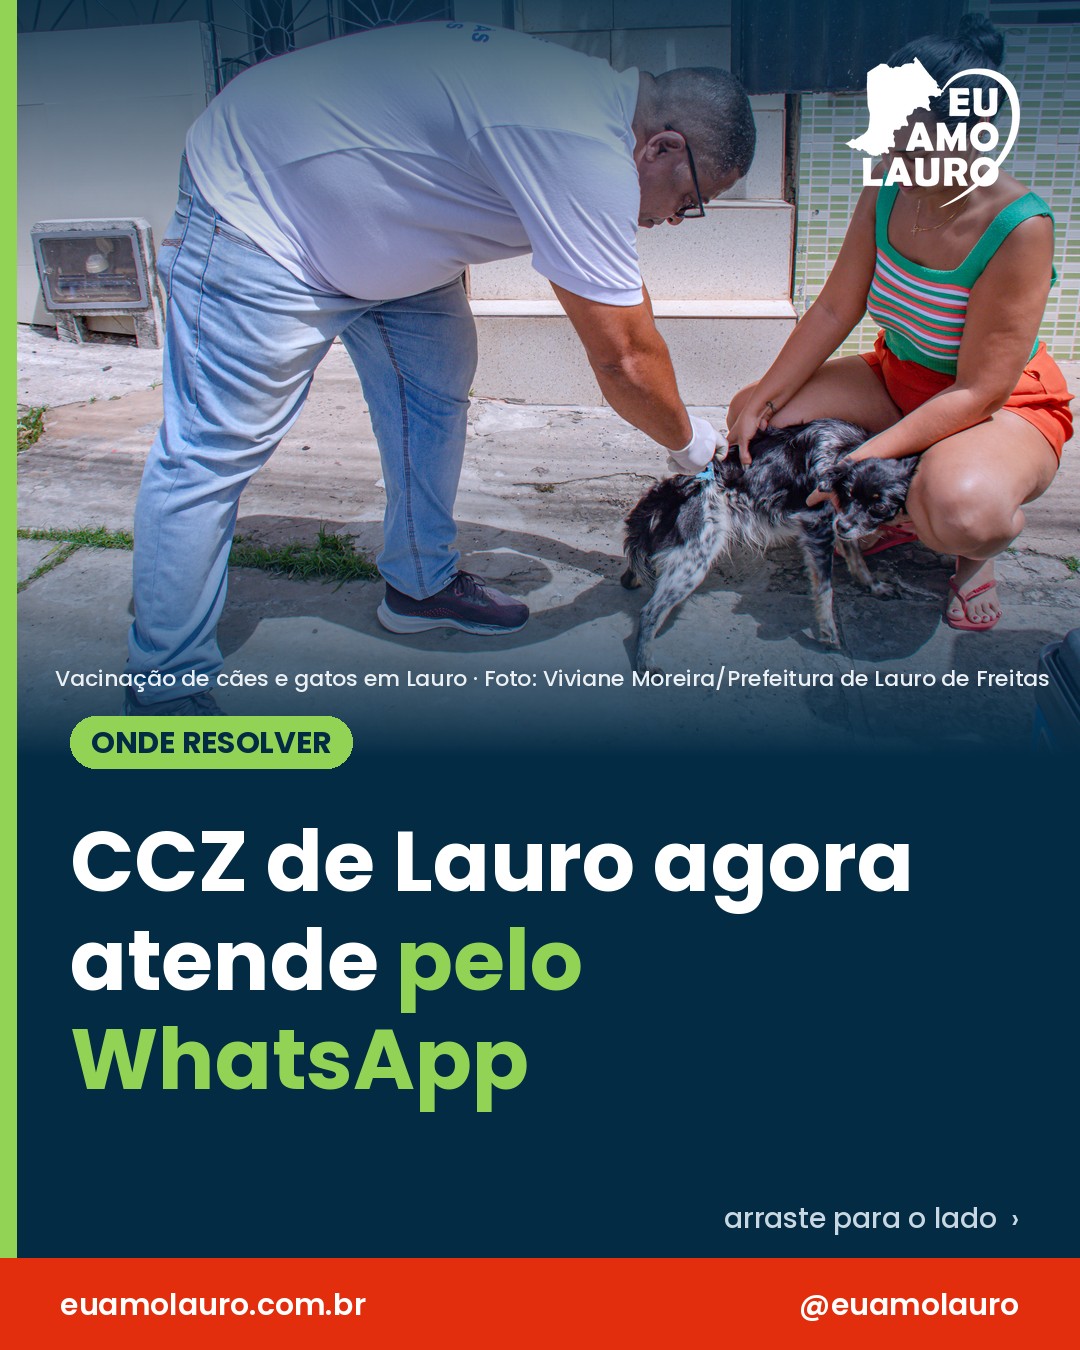 EU
AMO
LAURO
Vacinação de cães e gatos em Lauro · Foto: Viviane Moreira/Prefeitura de Lauro de Freitas
ONDE RESOLVER
CCZ de Lauro agora
atende pelo
WhatsApp
arraste para o lado ›
euamolauro.com.br
@euamolauro